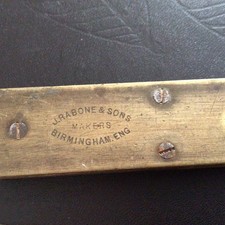 J. RABONE & SONS
MAKERS
BIRMINGHAM, ENG